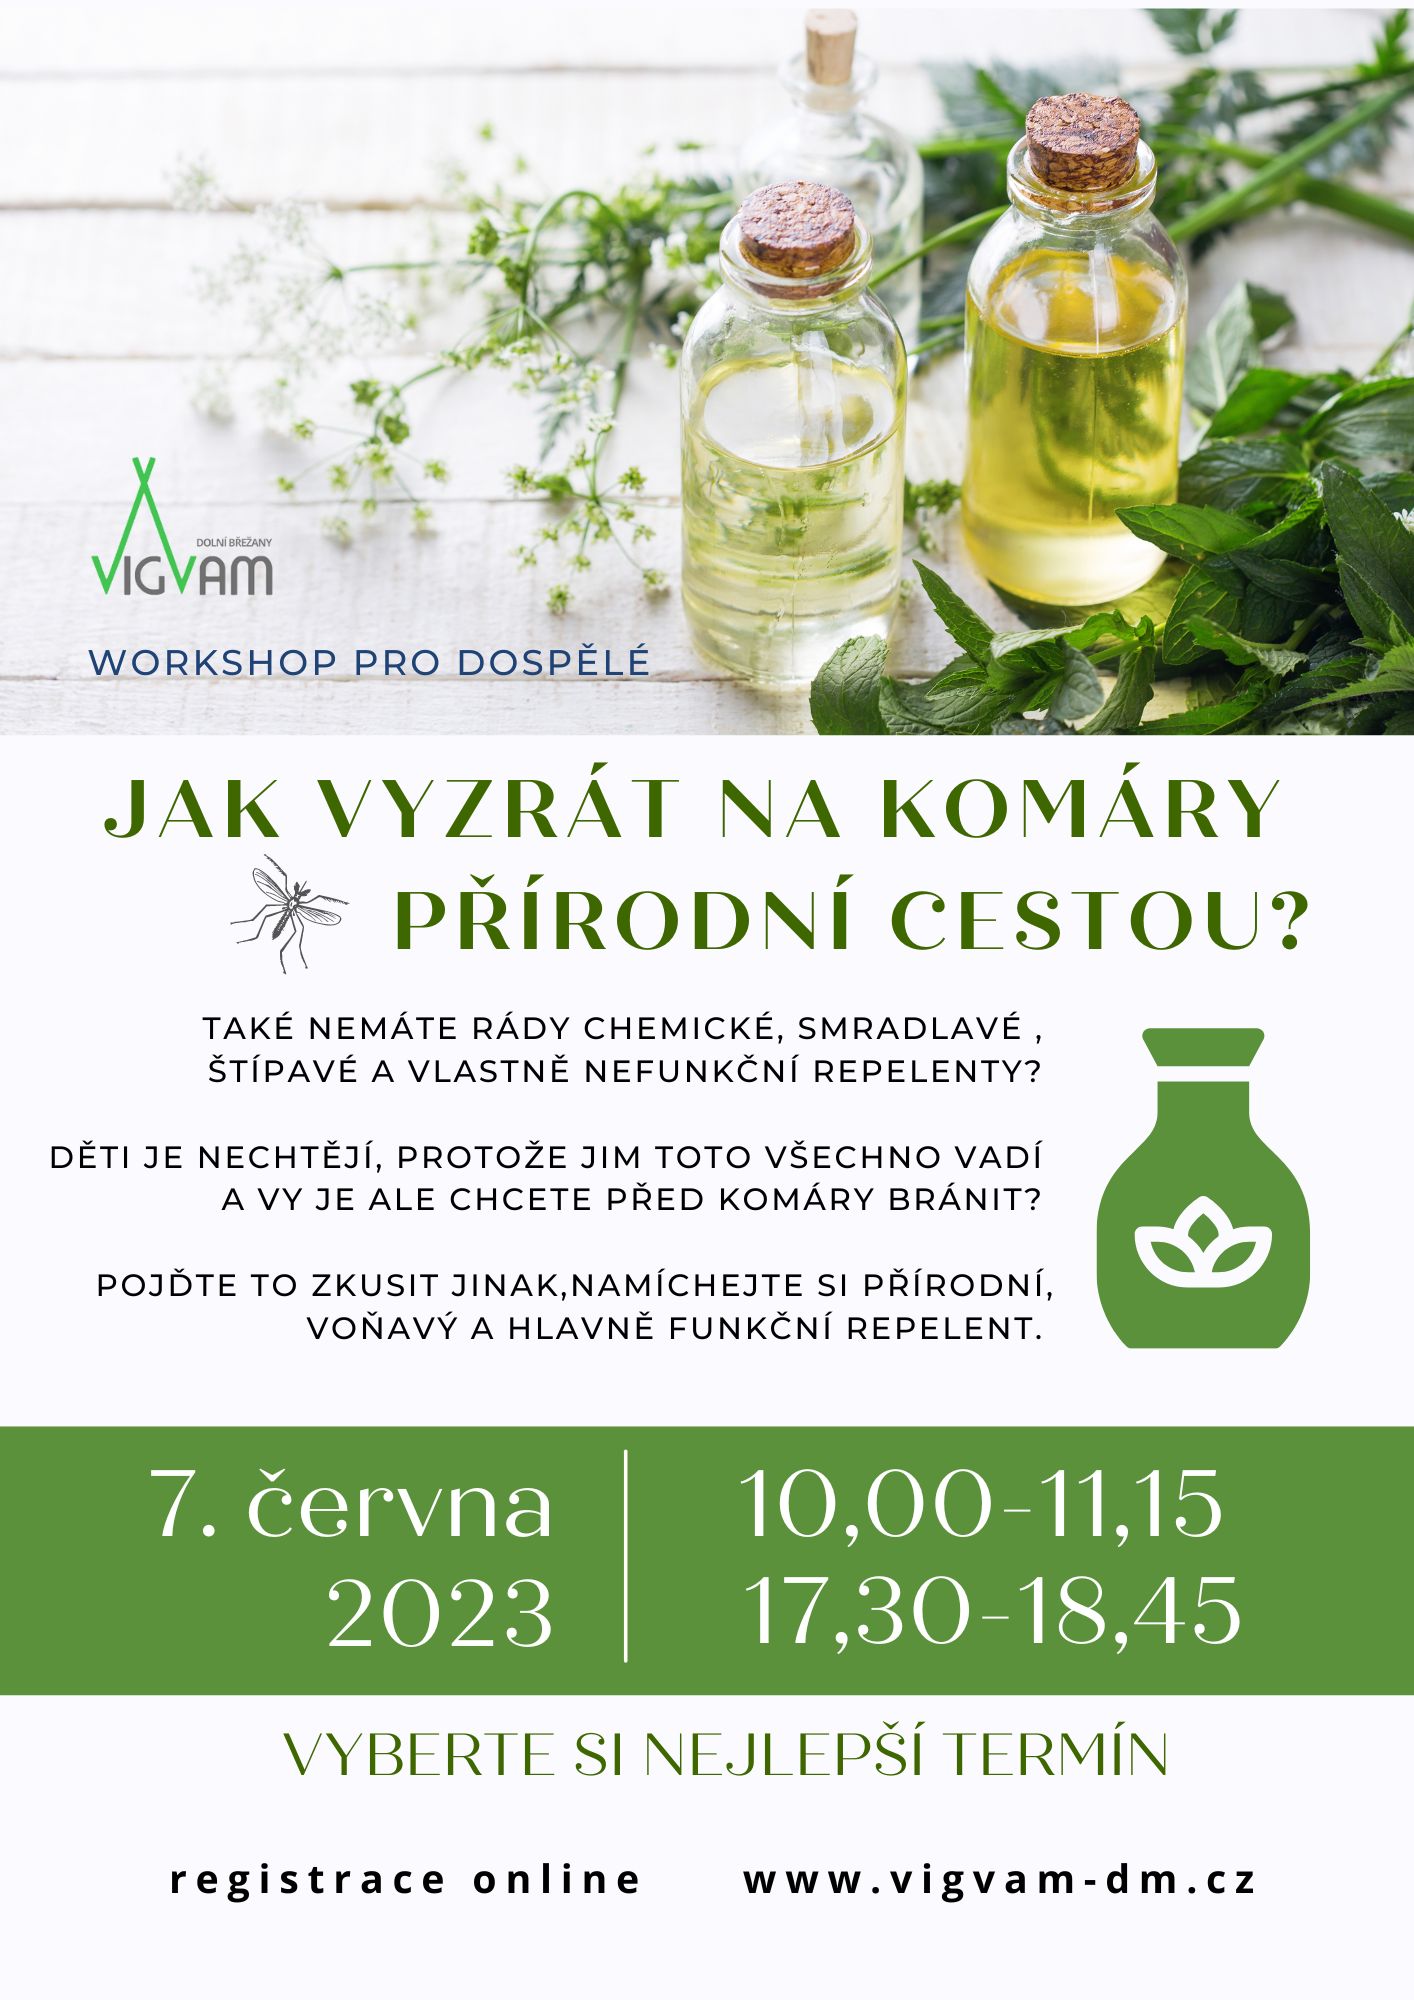 DOLNÍ BŘEŽANY
VIGVAM
WORKSHOP PRO DOSPĚLÉ
JAK VYZRÁT NA KOMÁRY
PŘÍRODNÍ CESTOU?
TAKÉ NEMÁTE RÁDY CHEMICKÉ, SMRADLAVÉ ,
ŠTÍPAVÉ A VLASTNĚ NEFUNKČNÍ REPELENTY?
DĚTI JE NECHTĚJÍ, PROTOŽE JIM TOTO VŠECHNO VADÍ
A VY JE ALE CHCETE PŘED KOMÁRY BRÁNIT?
POJĎTE TO ZKUSIT JINAK,NAMÍCHEJTE SI PŘÍRODNÍ,
VOŇAVÝ A HLAVNĚ FUNKČNÍ REPELENT.
7. června
2023
10,00-11,15
17,30-18,45
VYBERTE SI NEJLEPŠÍ TERMÍN
registrace online www.vigvam-dm.cz